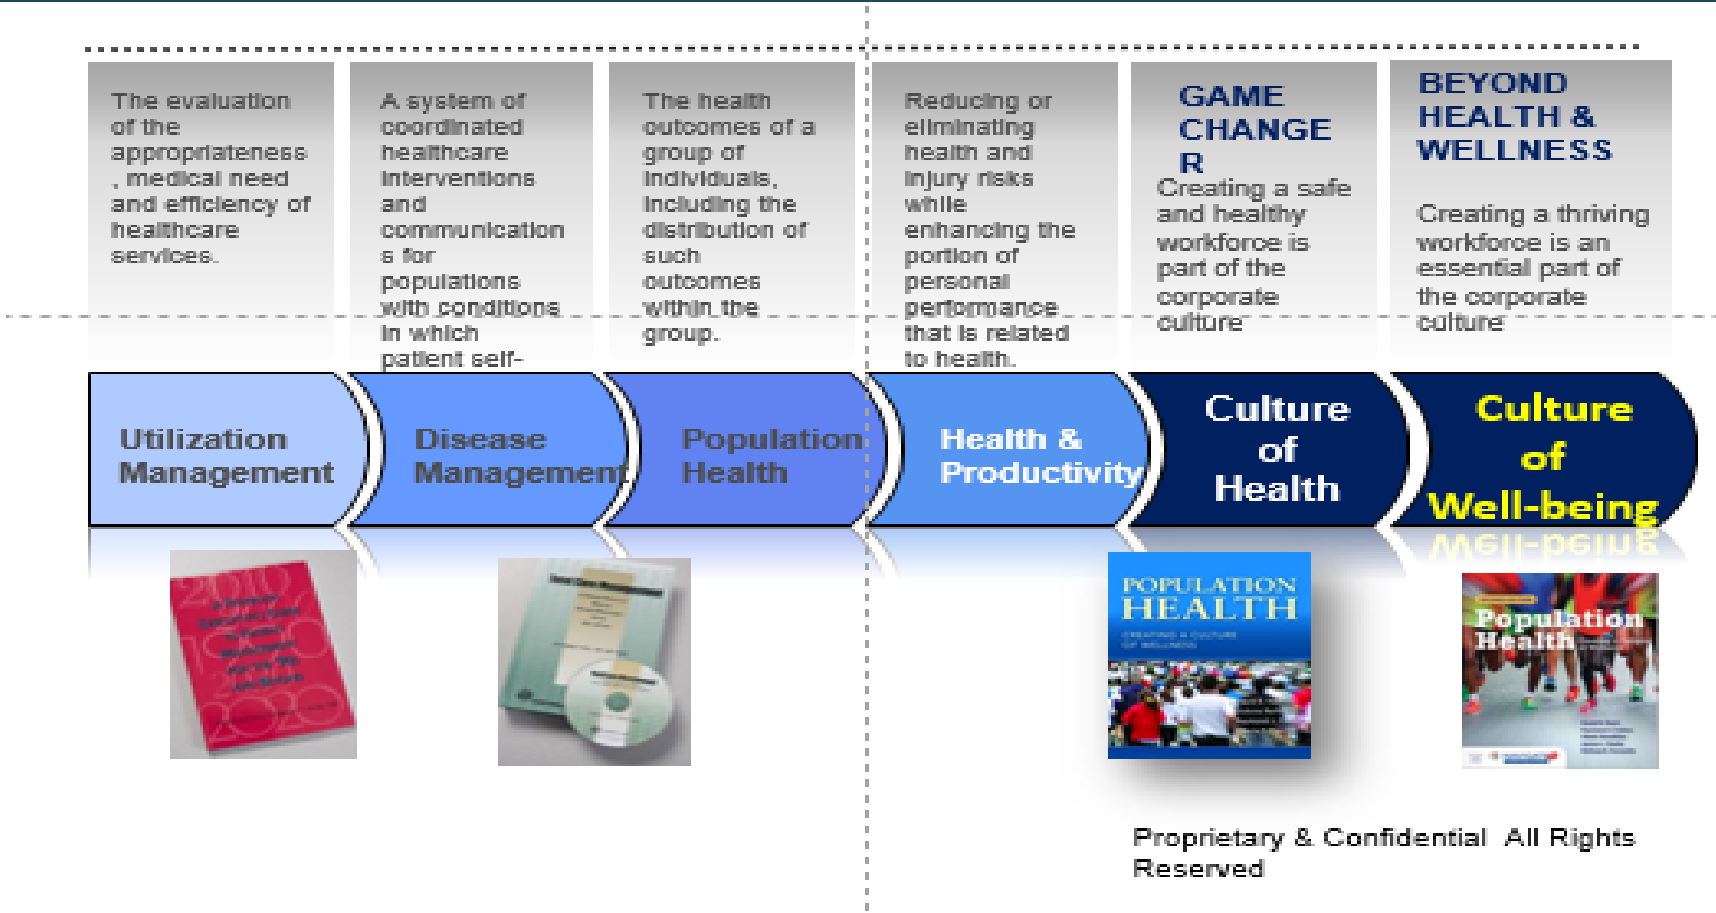 The evaluation
of the
appropriateness
, medical need
and efficiency of
healthcare
services.
A system of
coordinated
healthcare
interventions
and
communication
s for
populations
with conditions
in which
patient self-
The health
outcomes of a
group of
individuals,
including the
distribution of
such
outcomes
within the
group.
Reducing or
eliminating
health and
injury risks
while
enhancing the
portion of
personal
performance
that is related
to health.
GAME
CHANGE
R
Creating a safe
and healthy
workforce is
part of the
corporate
culture
BEYOND
HEALTH &
WELLNESS
Creating a thriving
workforce is an
essential part of
the corporate
culture
Utilization
Management
Disease
Management
Population
Health
Health &
Productivity
Culture
of
Health
Culture
of
Well-being
2010
POPULATION
HEALTH
CREATING A CULTURE
OF WELLNESS
Population
Health
Proprietary & Confidential  All Rights
Reserved